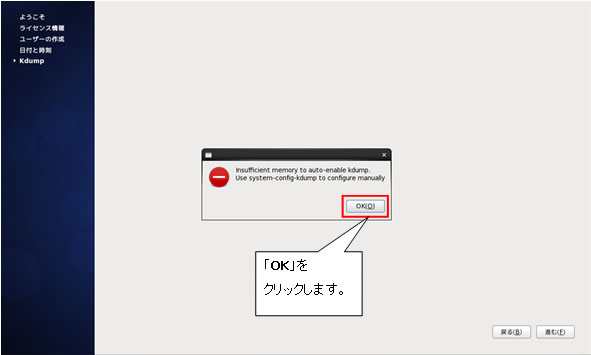 ようこそ
ライセンス情報
ユーザーの作成
日付と時刻
Kdump
Insufficient memory to auto-enable kdump.
Use system-config-kdump to configure manually
OK(O)
「OK」を
クリックします。
戻る(B)
進む(F)